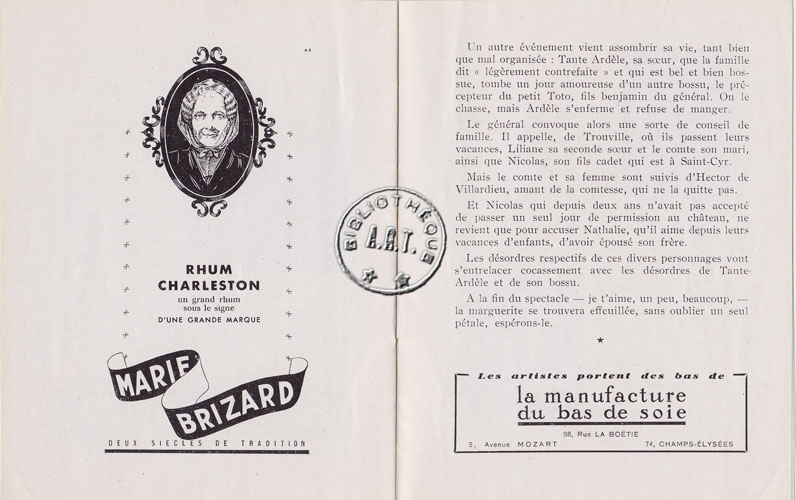 RHUM
CHARLESTON
un grand rhum
sous le signe
D'UNE GRANDE MARQUE
MARIE
BRIZARD
DEUX SIECLES DE TRADITION
BIBLIOTHÈQUE
A.R.T.
Un autre événement vient assombrir sa vie, tant bien
que mal organisée : Tante Ardèle, sa sœur, que la famille
dit « légèrement contrefaite » et qui est bel et bien bos-
sue, tombe un jour amoureuse d'un autre bossu, le pré-
cepteur du petit Toto, fils benjamin du général. On le
chasse, mais Ardèle s'enferme et refuse de manger.
Le général convoque alors une sorte de conseil de
famille. Il appelle, de Trouville, où ils passent leurs
vacances, Liliane sa seconde sœur et le comte son mari,
ainsi que Nicolas, son fils cadet qui est à Saint-Cyr.
Mais le comte et sa femme sont suivis d'Hector de
Villardieu, amant de la comtesse, qui ne la quitte pas.
Et Nicolas qui depuis deux ans n'avait pas accepté
de passer un seul jour de permission au château, ne
revient que pour accuser Nathalie, qu'il aime depuis leurs
vacances d'enfants, d'avoir épousé son frère.
Les désordres respectifs de ces divers personnages vont
s'entrelacer cocassement avec les désordres de Tante
Ardèle et de son bossu.
A la fin du spectacle — je t'aime, un peu, beaucoup, —
la marguerite se trouvera effeuillée, sans oublier un seul
pétale, espérons-le.
Les artistes portent des bas de
la manufacture
du bas de soie
98, Rue LA BOËTIE
5, Avenue MOZART 74, CHAMPS-ÉLYSÉES